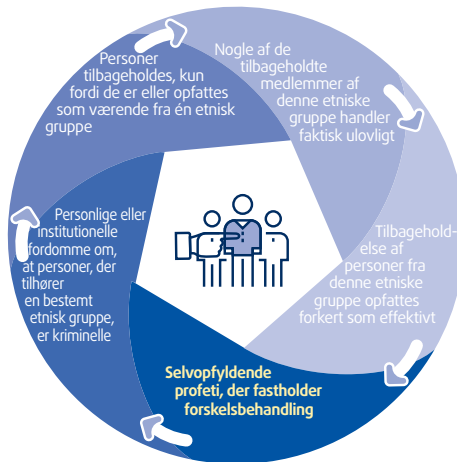 Personer
tilbageholdes, kun
fordi de er eller opfattes
som værende fra én etnisk
gruppe
Nogle af de
tilbageholdte
medlemmer af
denne etniske
gruppe handler
faktisk ulovligt
Tilbagehold-
else af
personer fra
denne etniske
gruppe opfattes
forkert som effektivt
Selvopfyldende
profeti, der fastholder
forskelsbehandling
Personlige eller
institutionelle
fordomme om,
at personer, der
tilhører
en bestemt
etnisk gruppe,
er kriminelle